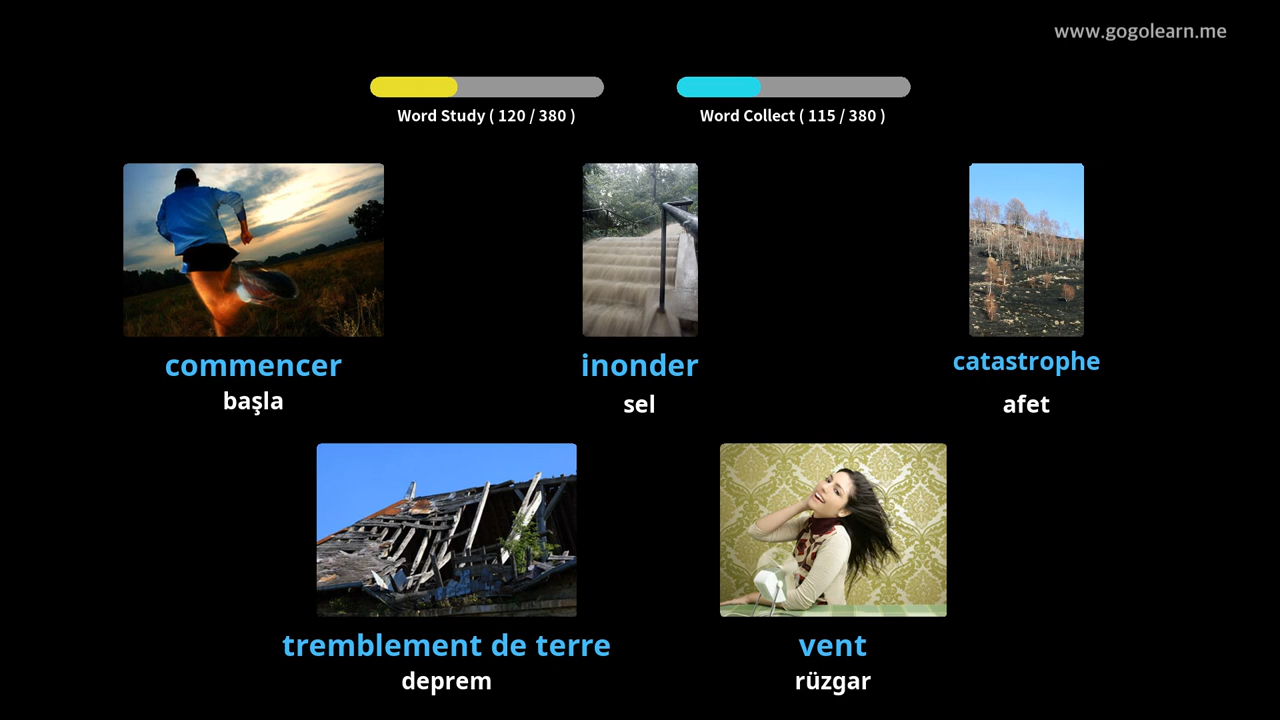 www.gogolearn.me
Word Study ( 120 / 380 )
Word Collect ( 115 / 380 )
commencer
başla
inonder
sel
catastrophe
afet
tremblement de terre
deprem
vent
rüzgar